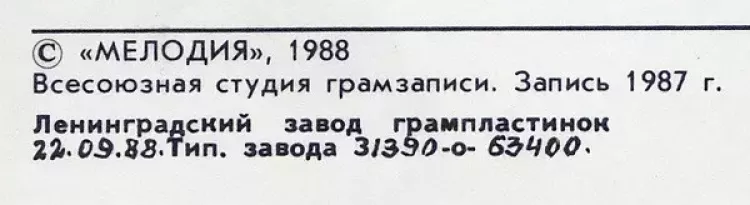 © «МЕЛОДИЯ», 1988
Всесоюзная студия грамзаписи. Запись 1987 г.
Ленинградский завод грампластинок
22.09.88.Тип. завода 31390-о- 63400.